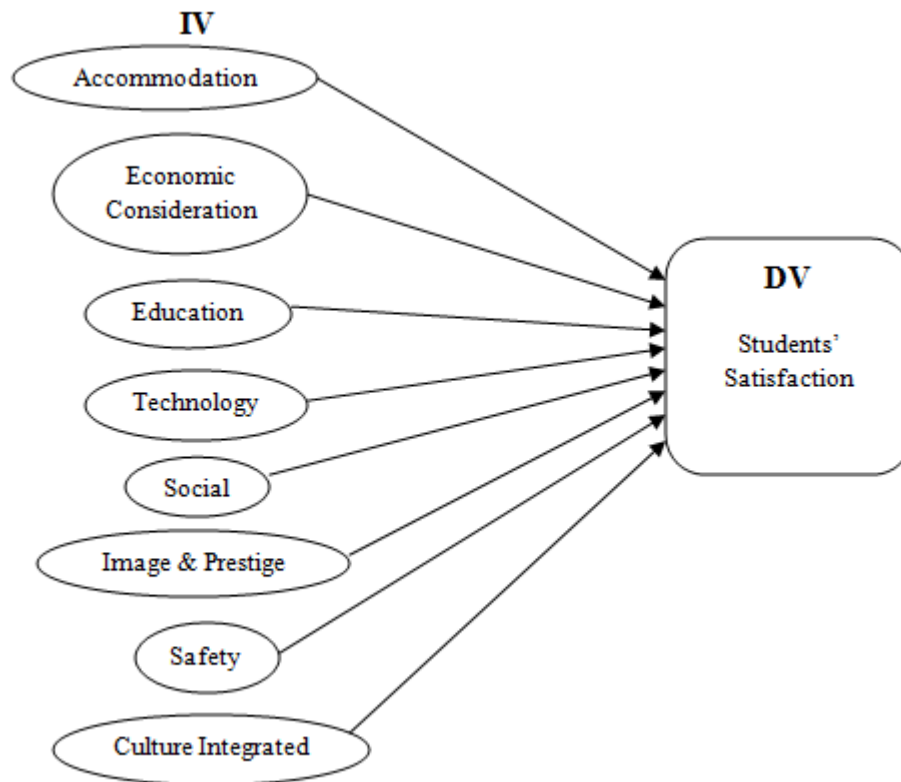 IV
Accommodation
Economic
Consideration
Education
Technology
Social
Image & Prestige
Safety
Culture Integrated
DV
Students’
Satisfaction